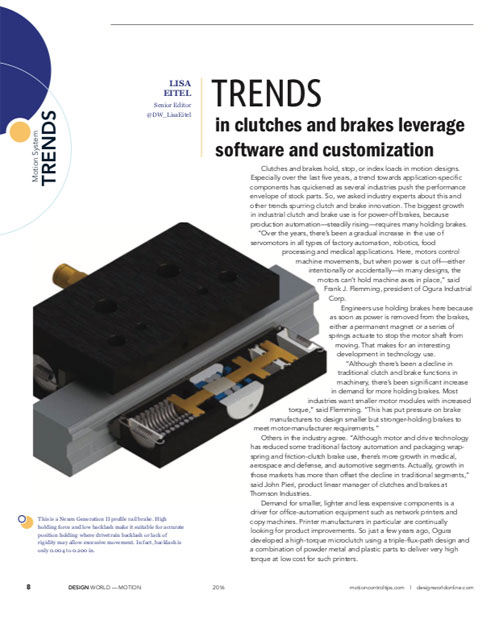 LISA
EITEL
Senior Editor
@DW_LisaEitel
Motion System
TRENDS
TRENDS
in clutches and brakes leverage
software and customization
Clutches and brakes hold, stop, or index loads in motion designs.
Especially over the last five years, a trend towards application-specific
components has quickened as several industries push the performance
envelope of stock parts. So, we asked industry experts about this and
other trends spurring clutch and brake innovation. The biggest growth
in industrial clutch and brake use is for power-off brakes, because
production automation—steadily rising—requires many holding brakes.
"Over the years, there's been a gradual increase in the use of
servomotors in all types of factory automation, robotics, food
processing and medical applications. Here, motors control
machine movements, but when power is cut off—either
intentionally or accidentally—in many designs, the
motors can't hold machine axes in place," said
Frank J. Flemming, president of Ogura Industrial
Corp.
Engineers use holding brakes here because
as soon as power is removed from the brakes,
either a permanent magnet or a series of
springs actuate to stop the motor shaft from
moving. That makes for an interesting
development in technology use.
"Although there's been a decline in
traditional clutch and brake functions in
machinery, there's been significant increase
in demand for more holding brakes. Most
industries want smaller motor modules with increased
torque," said Flemming. "This has put pressure on brake
manufacturers to design smaller but stronger-holding brakes to
meet motor-manufacturer requirements."
Others in the industry agree. "Although motor and drive technology
has reduced some traditional factory automation and packaging wrap-
spring and friction-clutch brake use, there's more growth in medical,
aerospace and defense, and automotive segments. Actually, growth in
those markets has more than offset the decline in traditional segments,"
said John Pieri, product linear manager of clutches and brakes at
Thomson Industries.
Demand for smaller, lighter and less expensive components is a
driver for office-automation equipment such as network printers and
copy machines. Printer manufacturers in particular are continually
looking for product improvements. So just a few years ago, Ogura
developed a high-torque microclutch using a triple-flux-path design and
a combination of powder metal and plastic parts to deliver very high
torque at low cost for such printers.
This is a Nexen Generation II profile rail brake. High
holding force and low backlash make it suitable for accurate
position holding where drivetrain backlash or lack of
rigidity may allow excessive movement. In fact, backlash is
only 0.004 to 0.200 in.
8 DESIGN WORLD — MOTION 2016 motioncontroltips.com | designworldonline.com